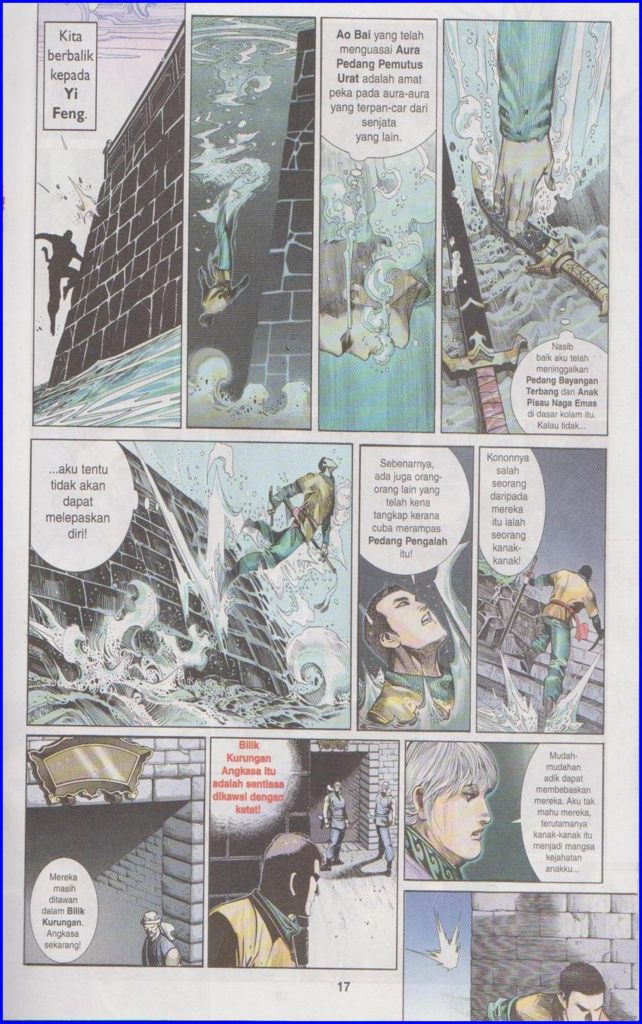 Kita
berbalik
kepada
Yi
Feng.
Ao Bai yang telah
menguasai Aura
Pedang Pemutus
Urat adalah amat
peka pada aura-aura
yang terpan-car dari
senjata
yang lain.
Nasib
baik aku telah
meninggalkan
Pedang Bayangan
Terbang dan Anak
Pisau Naga Emas
di dasar kolam itu.
Kalau tidak...
...aku tentu
tidak akan
dapat
melepaskan
diri!
Sebenarnya,
ada juga orang-
orang lain yang
telah kena
tangkap kerana
cuba merampas
Pedang Pengalah
itu!
Kononnya
salah
seorang
daripada
mereka
itu ialah
seorang
kanak-
kanak!
Mereka
masih
ditawan
dalam Bilik
Kurungan.
Angkasa
sekarang!
Bilik
Kurungan
Angkasa itu
adalah sentiasa
dikawal dengan
ketat!
Mudah-
mudahan
adik dapat
membebaskan
mereka. Aku tak
mahu mereka,
terutamanya
kanak-kanak itu
menjadi mangsa
kejahatan
anakku...
17